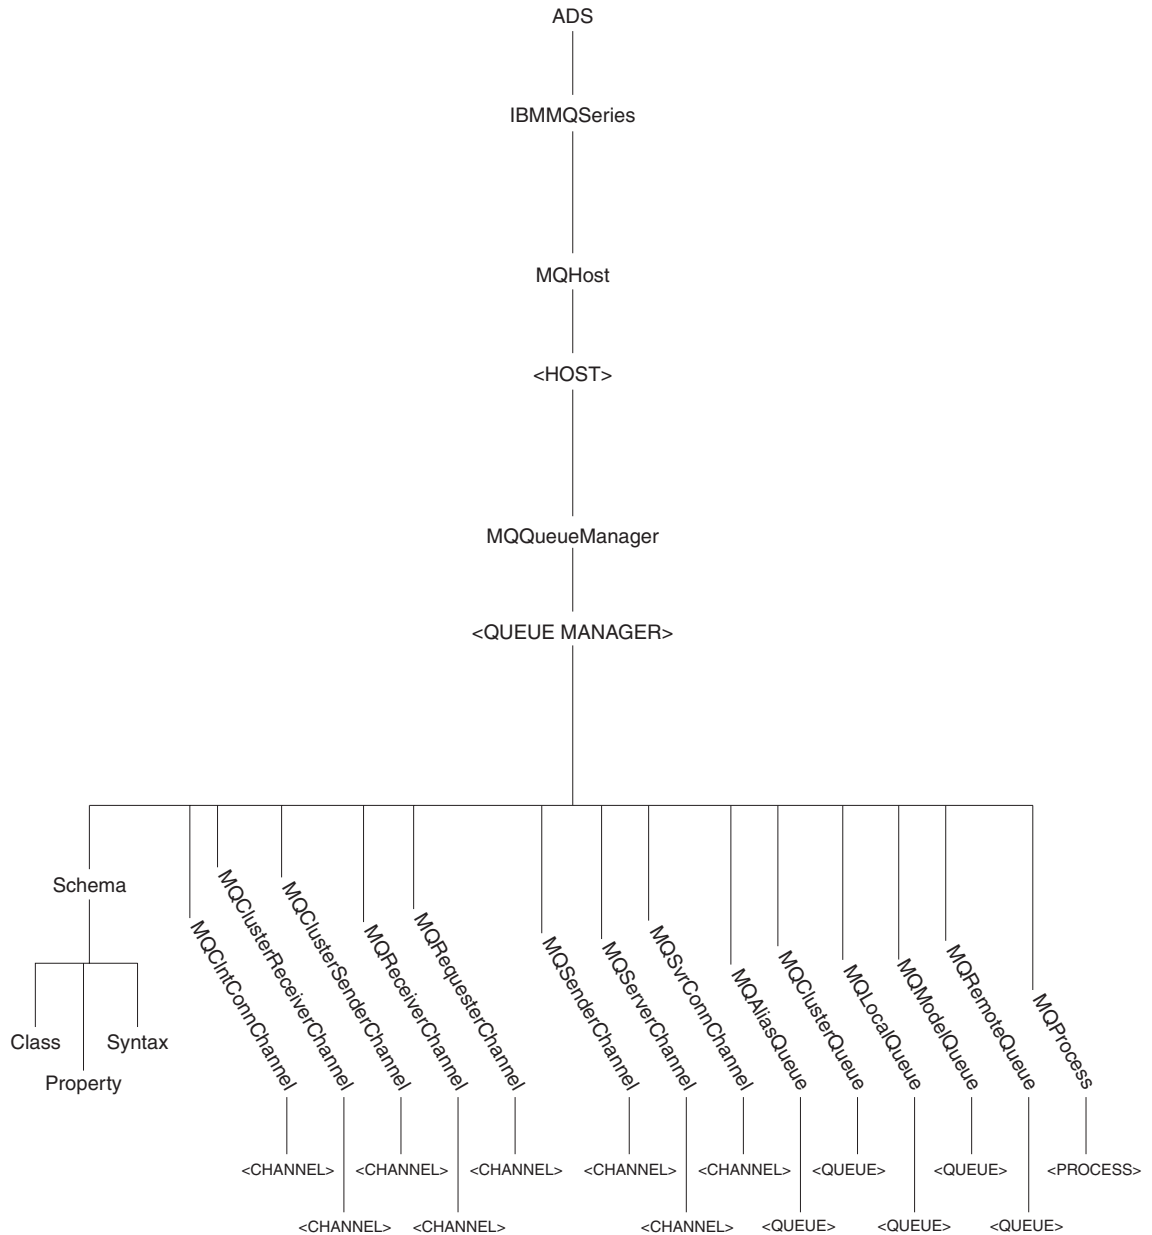 ADS
IBMMQSeries
MQHost
<HOST>
MQQueueManager
<QUEUE MANAGER>
Schema
Class
Property
Syntax
MQClntConnChannel
MQClusterReceiverChannel
MQClusterSenderChannel
MQReceiverChannel
MQRequesterChannel
MQSenderChannel
MQServerChannel
MQSvrConnChannel
MQAliasQueue
MQClusterQueue
MQLocalQueue
MQModelQueue
MQRemoteQueue
MQProcess
<CHANNEL>
<CHANNEL>
<CHANNEL>
<CHANNEL>
<CHANNEL>
<QUEUE>
<QUEUE>
<PROCESS>
<CHANNEL>
<CHANNEL>
<CHANNEL>
<QUEUE>
<QUEUE>
<QUEUE>